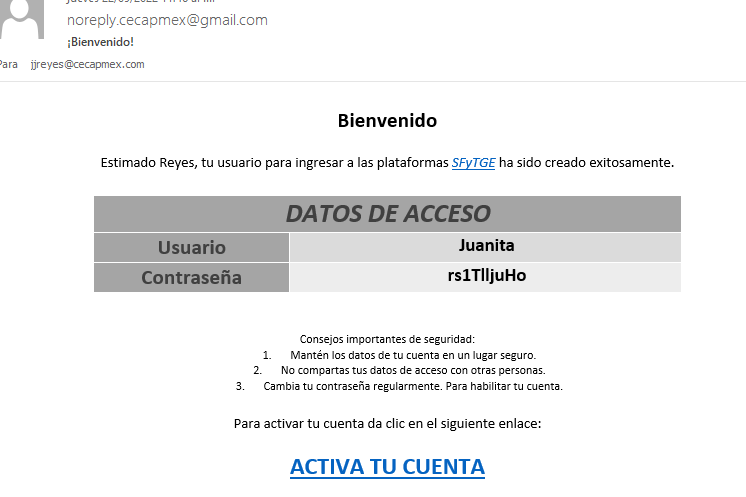 noreply.cecapmex@gmail.com
¡Bienvenido!
Para jjreyes@cecapmex.com
Bienvenido
Estimado Reyes, tu usuario para ingresar a las plataformas SFyTGE ha sido creado exitosamente.
DATOS DE ACCESO
Usuario Juanita
Contraseña rs1TlljuHo
Consejos importantes de seguridad:
1. Mantén los datos de tu cuenta en un lugar seguro.
2. No compartas tus datos de acceso con otras personas.
3. Cambia tu contraseña regularmente. Para habilitar tu cuenta.
Para activar tu cuenta da clic en el siguiente enlace:
ACTIVA TU CUENTA